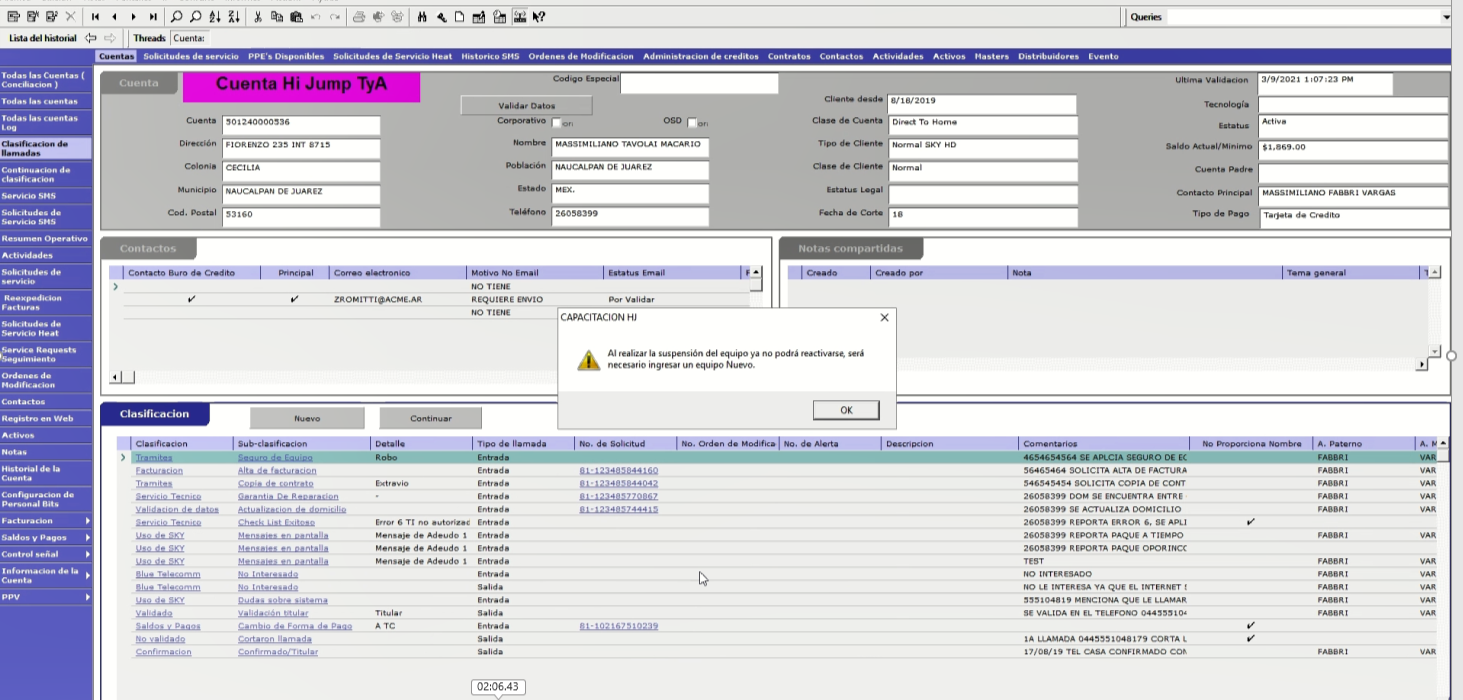 Queries
Lista del historial Threads Cuenta:
Cuentas Solicitudes de servicio PPE's Disponibles Solicitudes de Servicio Heat Historico SMS Ordenes de Modificacion Administracion de creditos Contratos Contactos Actividades Activos Masters Distribuidores Evento
Todas las Cuentas (
Conciliacion )
Todas las cuentas
Todas las cuentas
Log
Clasificacion de
llamadas
Continuacion de
clasificacion
Servicio SMS
Solicitudes de
Servicio SMS
Resumen Operativo
Actividades
Solicitudes de
servicio
Reexpedicion
Facturas
Solicitudes de
Servicio Heat
Service Requests
Seguimiento
Ordenes de
Modificacion
Contactos
Registro en Web
Activos
Notas
Historial de la
Cuenta
Configuracion de
Personal Bits
Facturacion
Saldos y Pagos
Control señal
Informacion de la
Cuenta
PPV
Cuenta
Cuenta Hi Jump TyA
Codigo Especial
Validar Datos
Corporativo on OSD on
Cuenta 501240000536
Nombre MASSIMILIANO TAVOLAI MACARIO
Dirección FIORENZO 235 INT 8715
Población NAUCALPAN DE JUAREZ
Colonia CECILIA
Estado MEX.
Municipio NAUCALPAN DE JUAREZ
Teléfono 26058399
Cod. Postal 53160
Cliente desde 8/18/2019
Clase de Cuenta Direct To Home
Tipo de Cliente Normal SKY HD
Clase de Cliente Normal
Estatus Legal
Fecha de Corte 18
Ultima Validacion 3/9/2021 1:07:23 PM
Tecnología
Estatus Activa
Saldo Actual/Minimo $1,869.00
Cuenta Padre
Contacto Principal MASSIMILIANO FABBRI VARGAS
Tipo de Pago Tarjeta de Credito
Contactos
Contacto Buro de Credito Principal Correo electronico Motivo No Email Estatus Email F
NO TIENE
✔ ✔ ZROMITTI@ACME.AR REQUIERE ENVIO Por Validar
NO TIENE
Notas compartidas
Creado Creado por Nota Tema general T
CAPACITACION HJ
Al realizar la suspensión del equipo ya no podrá reactivarse, será
necesario ingresar un equipo Nuevo.
OK
Clasificacion Nuevo Continuar
Clasificacion Sub-clasificacion Detalle Tipo de llamada No. de Solicitud No. Orden de Modifica No. de Alerta Descripcion Comentarios No Proporciona Nombre A. Paterno A. M
Tramites Seguro de Equipo Robo Entrada 4654654564 SE APLCIA SEGURO DE EC FABBRI VAR
Facturacion Alta de facturacion Entrada 81-123485844160 56465464 SOLICITA ALTA DE FACTURA FABBRI VAR
Tramites Copia de contrato Extravio Entrada 81-123485844042 546545454 SOLICITA COPIA DE CONT FABBRI VAR
Servicio Tecnico Garantia De Reparacion - Entrada 81-123485770867 26058399 DOM SE ENCUENTRA ENTRE FABBRI VAR
Validacion de datos Actualizacion de domicilio Entrada 81-123485744415 26058399 SE ACTUALIZA DOMICILIO FABBRI VAR
Servicio Tecnico Check List Exitoso Error 6 TI no autorizac Entrada 26058399 REPORTA ERROR 6, SE APLI ✔
Uso de SKY Mensajes en pantalla Mensaje de Adeudo 1 Entrada 26058399 REPORTA PAQUE A TIEMPO FABBRI VAR
Uso de SKY Mensajes en pantalla Mensaje de Adeudo 1 Entrada 26058399 REPORTA PAQUE OPORINCC FABBRI VAR
Uso de SKY Mensajes en pantalla Mensaje de Adeudo 1 Entrada TEST FABBRI VAR
Blue Telecomm No Interesado Entrada NO INTERESADO FABBRI VAR
Blue Telecomm No Interesado Salida NO LE INTERESA YA QUE EL INTERNET FABBRI VAR
Uso de SKY Dudas sobre sistema Entrada 555104819 MENCIONA QUE LE LLAMAR FABBRI VAR
Validado Validación titular Titular Salida SE VALIDA EN EL TELEFONO 04455510 FABBRI VAR
Saldos y Pagos Cambio de Forma de Pago A TC Entrada 81-102167510239 ✔
No validado Cortaron llamada Salida 1A LLAMADA 0445551048179 CORTA L ✔
Confirmacion Confirmado/Titular Salida 17/08/19 TEL CASA CONFIRMADO CON FABBRI VAR
02:06.43